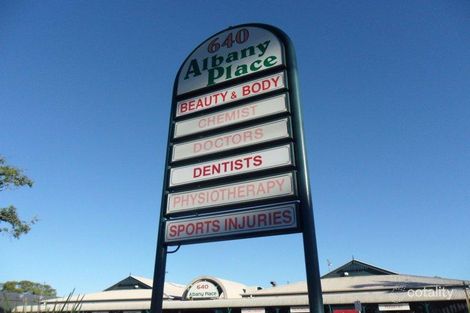 640
Albany
Place
BEAUTY & BODY
CHEMIST
DOCTORS
DENTISTS
PHYSIOTHERAPY
SPORTS INJURIES
640
Albany
Place
cotality